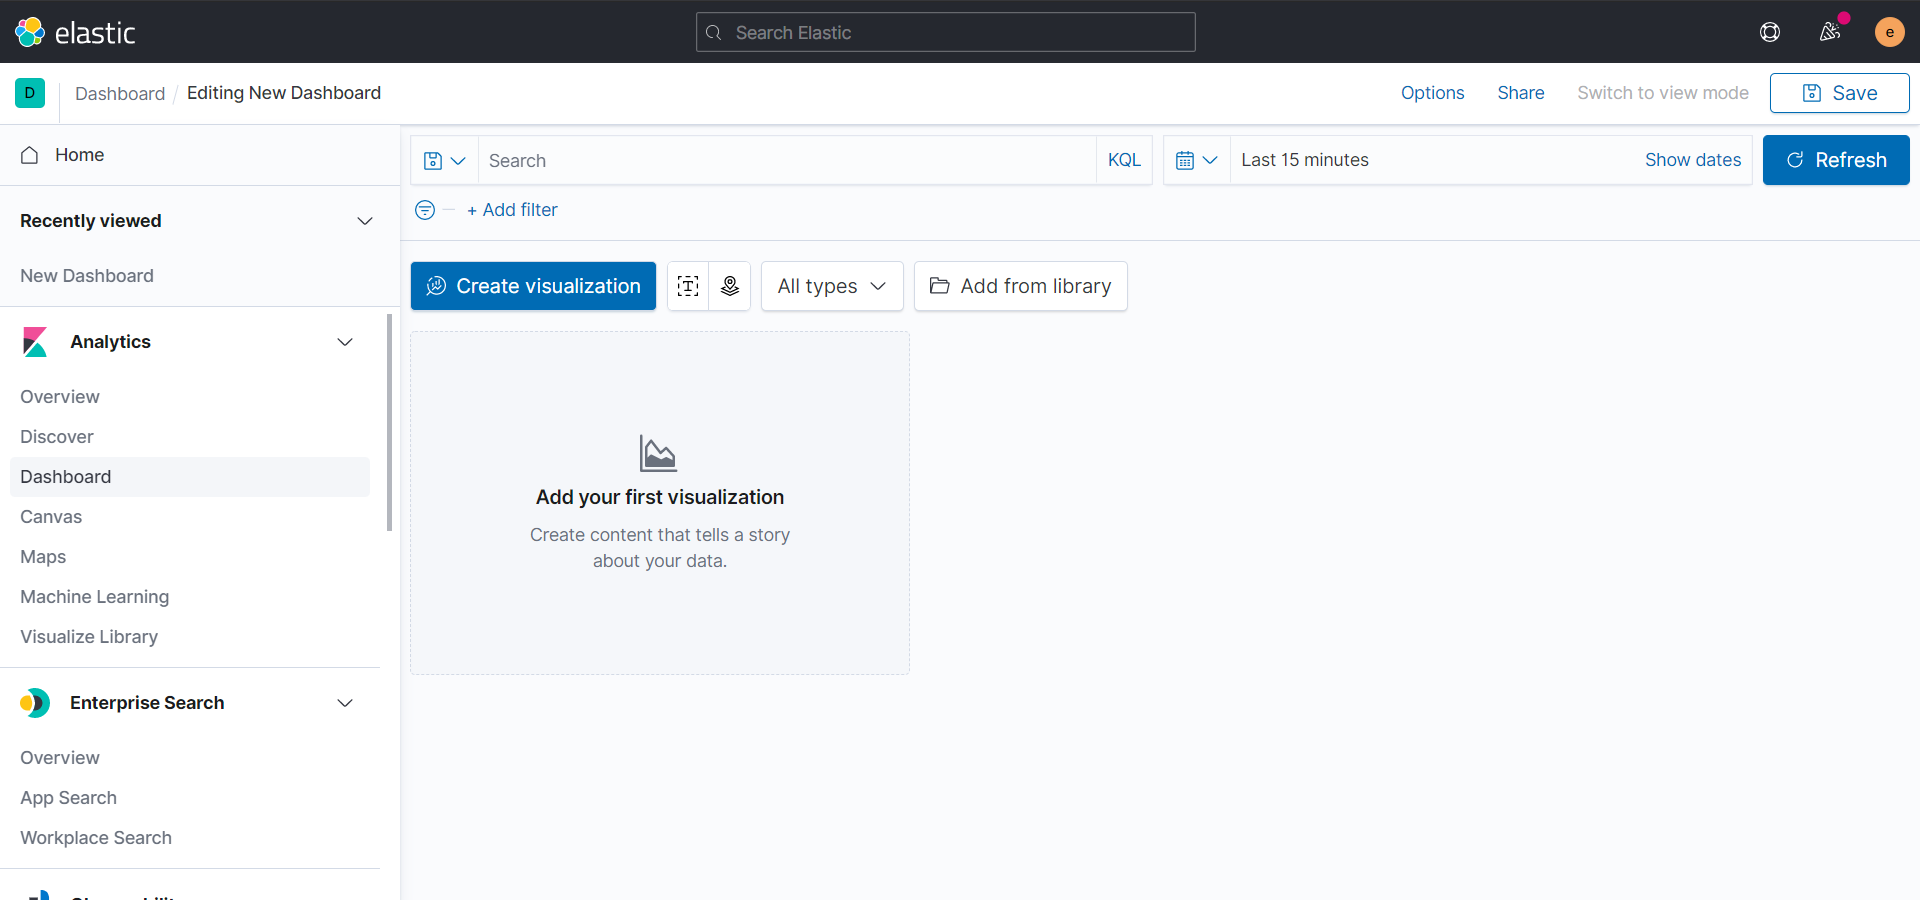 elastic
Search Elastic
e
D
Dashboard / Editing New Dashboard
Options
Share
Switch to view mode
Save
Home
Recently viewed
New Dashboard
Analytics
Overview
Discover
Dashboard
Canvas
Maps
Machine Learning
Visualize Library
Enterprise Search
Overview
App Search
Workplace Search
Search
KQL
Last 15 minutes
Show dates
Refresh
+ Add filter
Create visualization
T
All types
Add from library
Add your first visualization
Create content that tells a story
about your data.